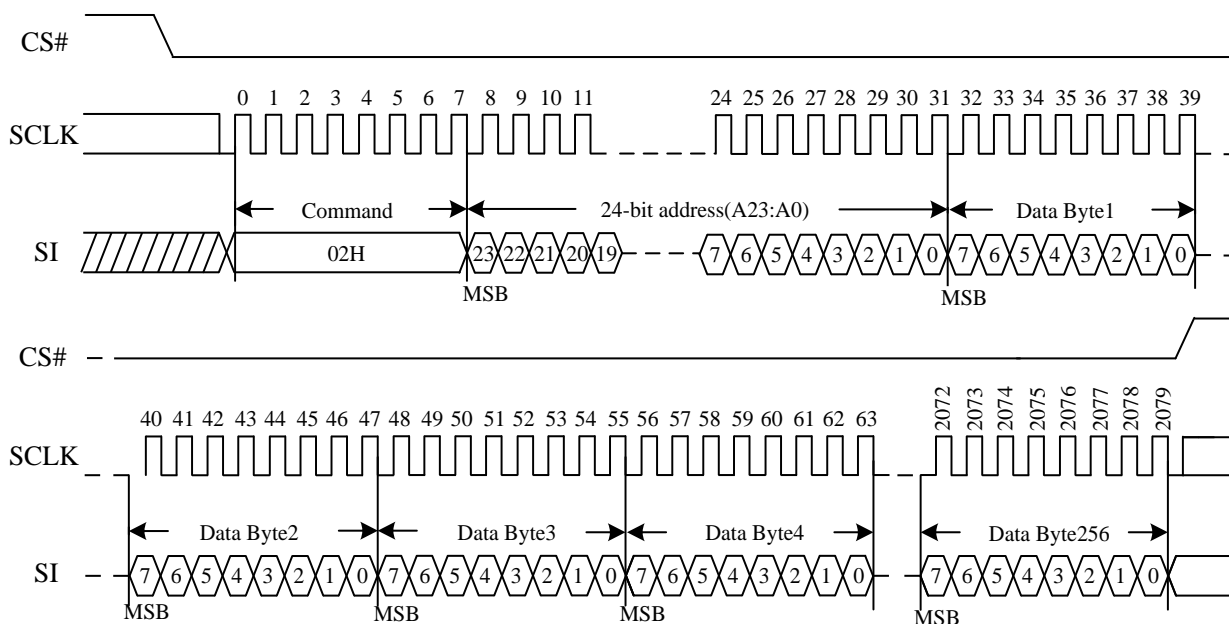 CS#
0 1 2 3 4 5 6 7 8 9 10 11 24 25 26 27 28 29 30 31 32 33 34 35 36 37 38 39
SCLK
Command 24-bit address(A23:A0) Data Byte1
SI 02H 23 22 21 20 19 7 6 5 4 3 2 1 0 7 6 5 4 3 2 1 0
MSB MSB
CS#
40 41 42 43 44 45 46 47 48 49 50 51 52 53 54 55 56 57 58 59 60 61 62 63 2072 2073 2074 2075 2076 2077 2078 2079
SCLK
Data Byte2 Data Byte3 Data Byte4 Data Byte256
SI 7 6 5 4 3 2 1 0 7 6 5 4 3 2 1 0 7 6 5 4 3 2 1 0 7 6 5 4 3 2 1 0
MSB MSB MSB MSB